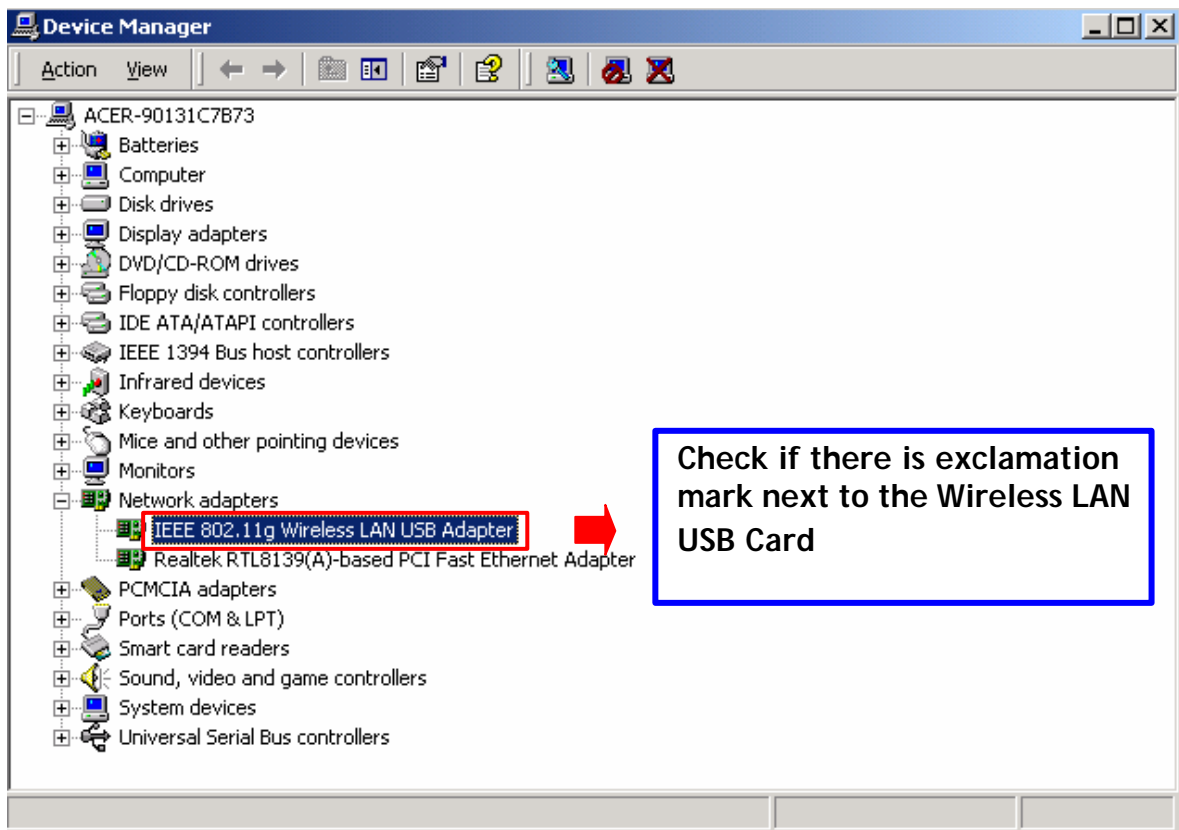 Device Manager
Action View
ACER-90131C7B73
Batteries
Computer
Disk drives
Display adapters
DVD/CD-ROM drives
Floppy disk controllers
IDE ATA/ATAPI controllers
IEEE 1394 Bus host controllers
Infrared devices
Keyboards
Mice and other pointing devices
Monitors
Network adapters
IEEE 802.11g Wireless LAN USB Adapter
Realtek RTL8139(A)-based PCI Fast Ethernet Adapter
PCMCIA adapters
Ports (COM & LPT)
Smart card readers
Sound, video and game controllers
System devices
Universal Serial Bus controllers
Check if there is exclamation
mark next to the Wireless LAN
USB Card